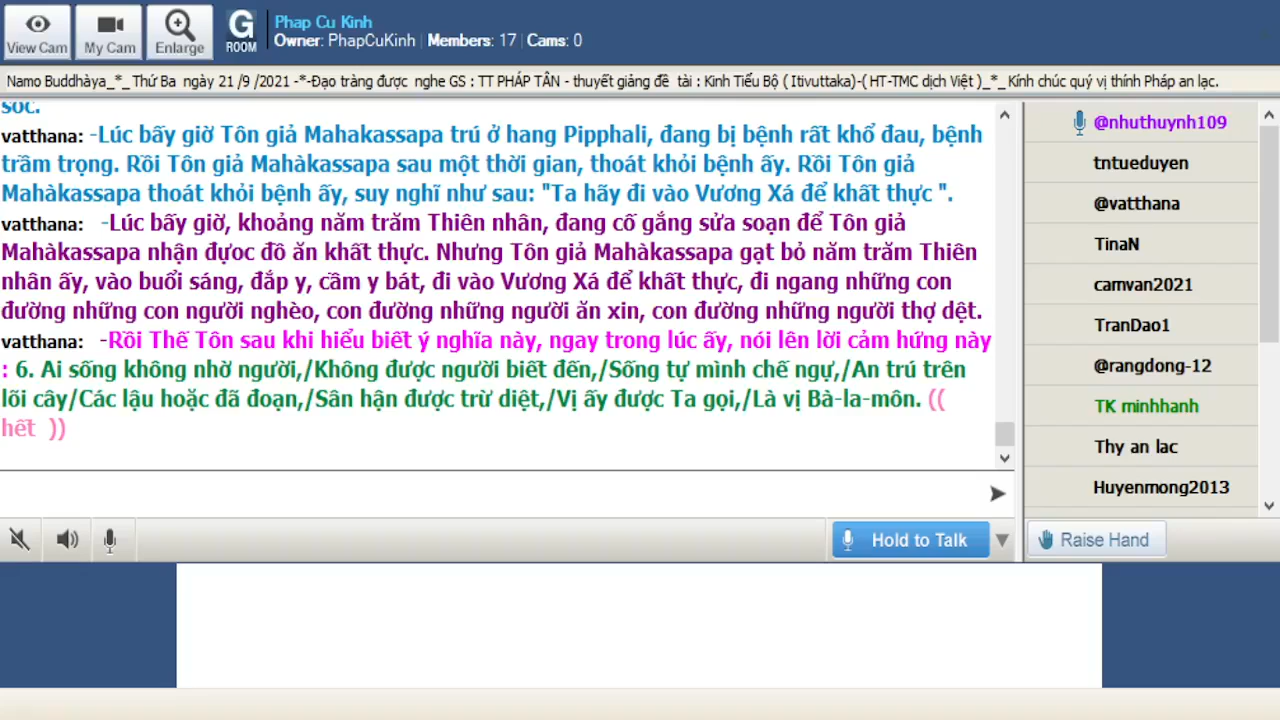 Phap Cu Kinh
View Cam
My Cam
Enlarge
G
ROOM
Owner: PhapCuKinh | Members: 17 | Cams: 0
Namo Buddhàya_*_ Thứ Ba ngày 21 /9 /2021 -*-Đạo tràng được nghe GS : TT PHÁP TÂN - thuyết giảng đề tài : Kinh Tiểu Bộ ( Itivuttaka)-( HT-TMC dịch Việt )_*_ Kính chúc quý vị thính Pháp an lạc.
sóc.
vatthana: -Lúc bấy giờ Tôn giả Mahakassapa trú ở hang Pipphali, đang bị bệnh rất khổ đau, bệnh
trầm trọng. Rồi Tôn giả Mahàkassapa sau một thời gian, thoát khỏi bệnh ấy. Rồi Tôn giả
Mahàkassapa thoát khỏi bệnh ấy, suy nghĩ như sau: "Ta hãy đi vào Vương Xá để khất thực ".
vatthana: -Lúc bấy giờ, khoảng năm trăm Thiên nhân, đang cố gắng sửa soạn để Tôn giả
Mahàkassapa nhận đựoc đồ ăn khất thực. Nhưng Tôn giả Mahàkassapa gạt bỏ năm trăm Thiên
nhân ấy, vào buổi sáng, đắp y, cầm y bát, đi vào Vương Xá để khất thực, đi ngang những con
đường những con người nghèo, con đường những người ăn xin, con đường những người thợ dệt.
vatthana: -Rồi Thế Tôn sau khi hiểu biết ý nghĩa này, ngay trong lúc ấy, nói lên lời cảm hứng này
: 6. Ai sống không nhờ người,/Không được người biết đến,/Sống tự mình chế ngự,/An trú trên
lõi cây/Các lậu hoặc đã đoạn,/Sân hận được trừ diệt,/Vị ấy được Ta gọi,/Là vị Bà-la-môn. ((
hết ))
@nhuthuynh109
tntueduyen
@vatthana
TinaN
camvan2021
TranDao1
@rangdong-12
TK minhhanh
Thy an lac
Huyenmong2013
Hold to Talk
Raise Hand